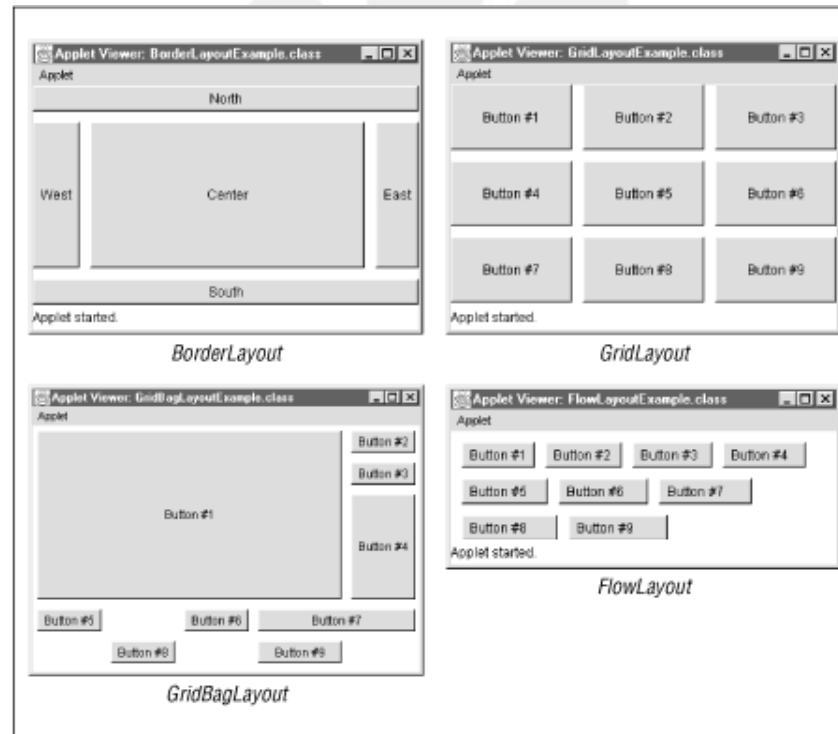 Applet Viewer: BorderLayoutExample.class
Applet
North
West
Center
East
South
Applet started.
BorderLayout
Applet Viewer: GridLayoutExample.class
Applet
Button #1
Button #2
Button #3
Button #4
Button #5
Button #6
Button #7
Button #8
Button #9
Applet started.
GridLayout
Applet Viewer: GridBagLayoutExample.class
Applet
Button #1
Button #2
Button #3
Button #4
Button #5
Button #6
Button #7
Button #8
Button #9
GridBagLayout
Applet Viewer: FlowLayoutExample.class
Applet
Button #1
Button #2
Button #3
Button #4
Button #5
Button #6
Button #7
Button #8
Button #9
Applet started.
FlowLayout